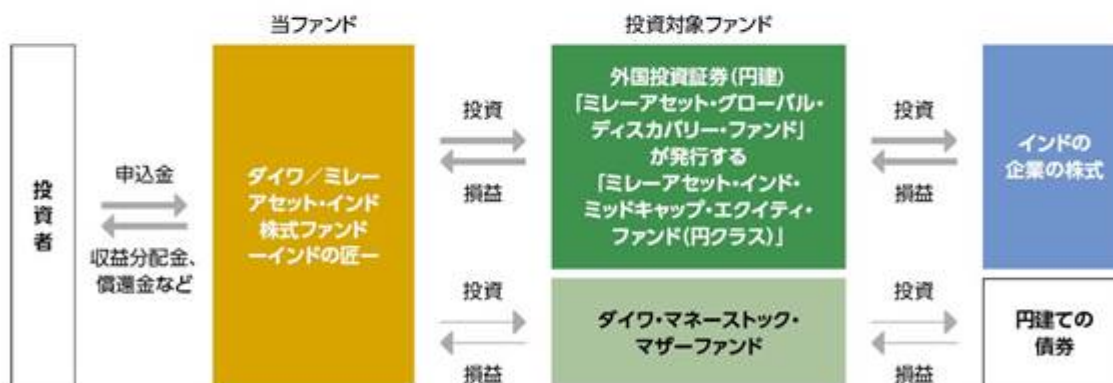 当ファンド
投資対象ファンド
投資者
申込金
収益分配金、
償還金など
ダイワ／ミレー
アセット・インド
株式ファンド
ーインドの匠ー
投資
損益
投資
損益
外国投資証券(円建)
「ミレーアセット・グローバル・
ディスカバリー・ファンド」
が発行する
「ミレーアセット・インド・
ミッドキャップ・エクイティ・
ファンド(円クラス)」
ダイワ・マネーストック・
マザーファンド
投資
損益
投資
損益
インドの
企業の株式
円建ての
債券